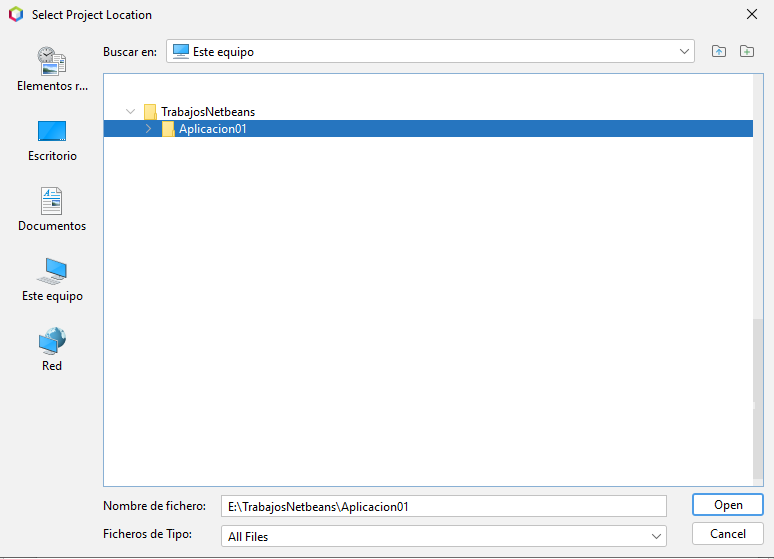 Select Project Location
Buscar en:
Este equipo
Elementos r...
Escritorio
Documentos
Este equipo
Red
TrabajosNetbeans
Aplicacion01
Nombre de fichero:
E:\TrabajosNetbeans\Aplicacion01
Open
Ficheros de Tipo:
All Files
Cancel